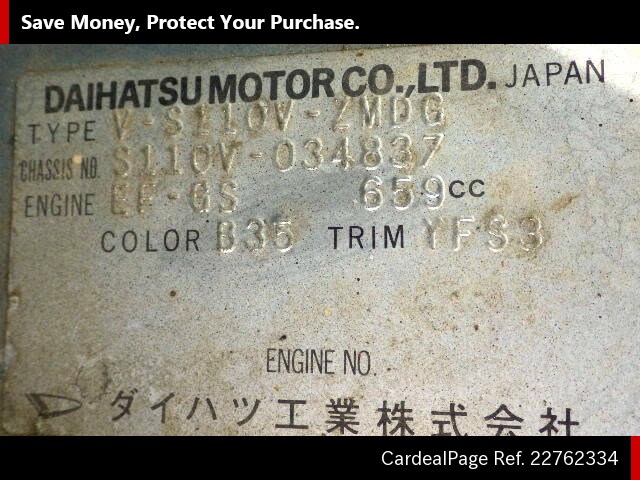 Save Money, Protect Your Purchase.
DAIHATSU MOTOR CO.,LTD. JAPAN
TYPE V-S110V-ZMDG
CHASSIS NO. S110V-034837
ENGINE EF-GS 659cc
COLOR B35 TRIM YFS3
ENGINE NO.
ダイハツ工業株式会社
CardealPage Ref. 22762334